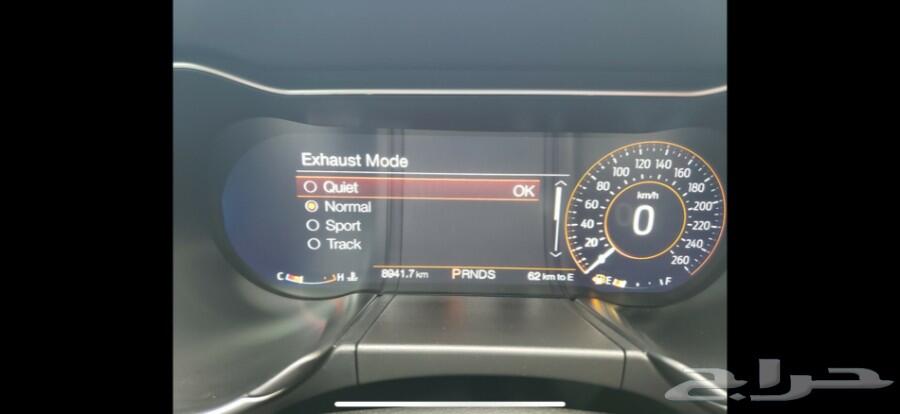 Exhaust Mode
Quiet OK
Normal
Sport
Track
C H 8941.7 km PRNDS 62 km to E E F
20 40 60 80 100 120 140 160 180 200 220 240 260
km/h
0
حراج